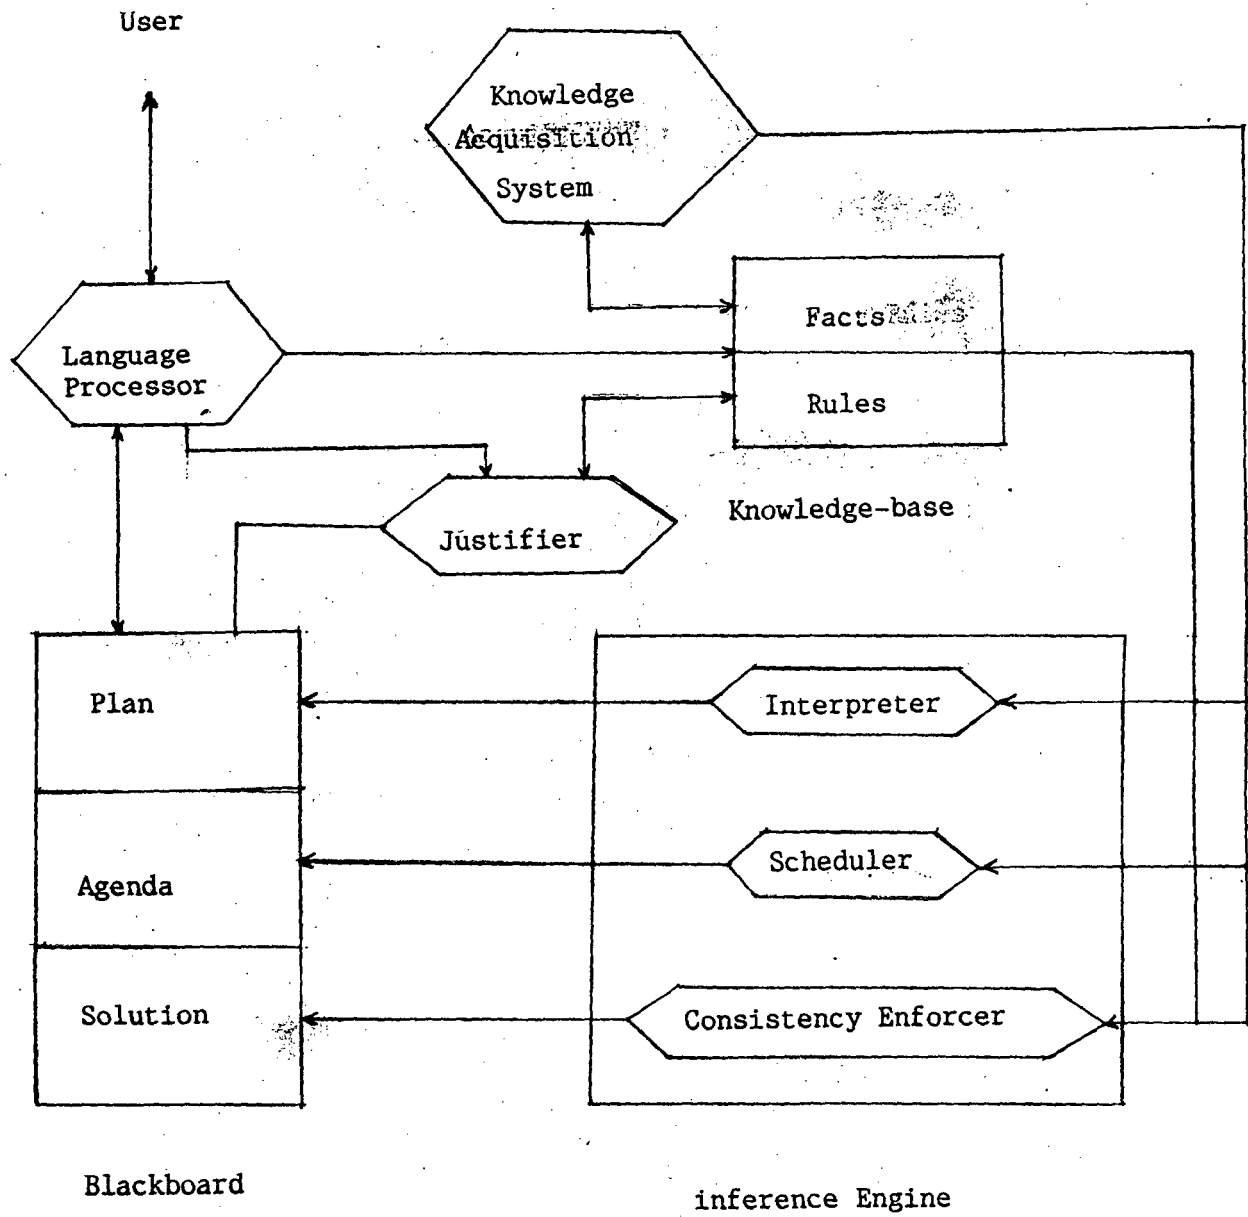 User
Knowledge
Acquisition
System
Facts
Language
Processor
Rules
Justifier
Knowledge-base
Plan
Interpreter
Agenda
Scheduler
Solution
Consistency Enforcer
Blackboard
inference Engine